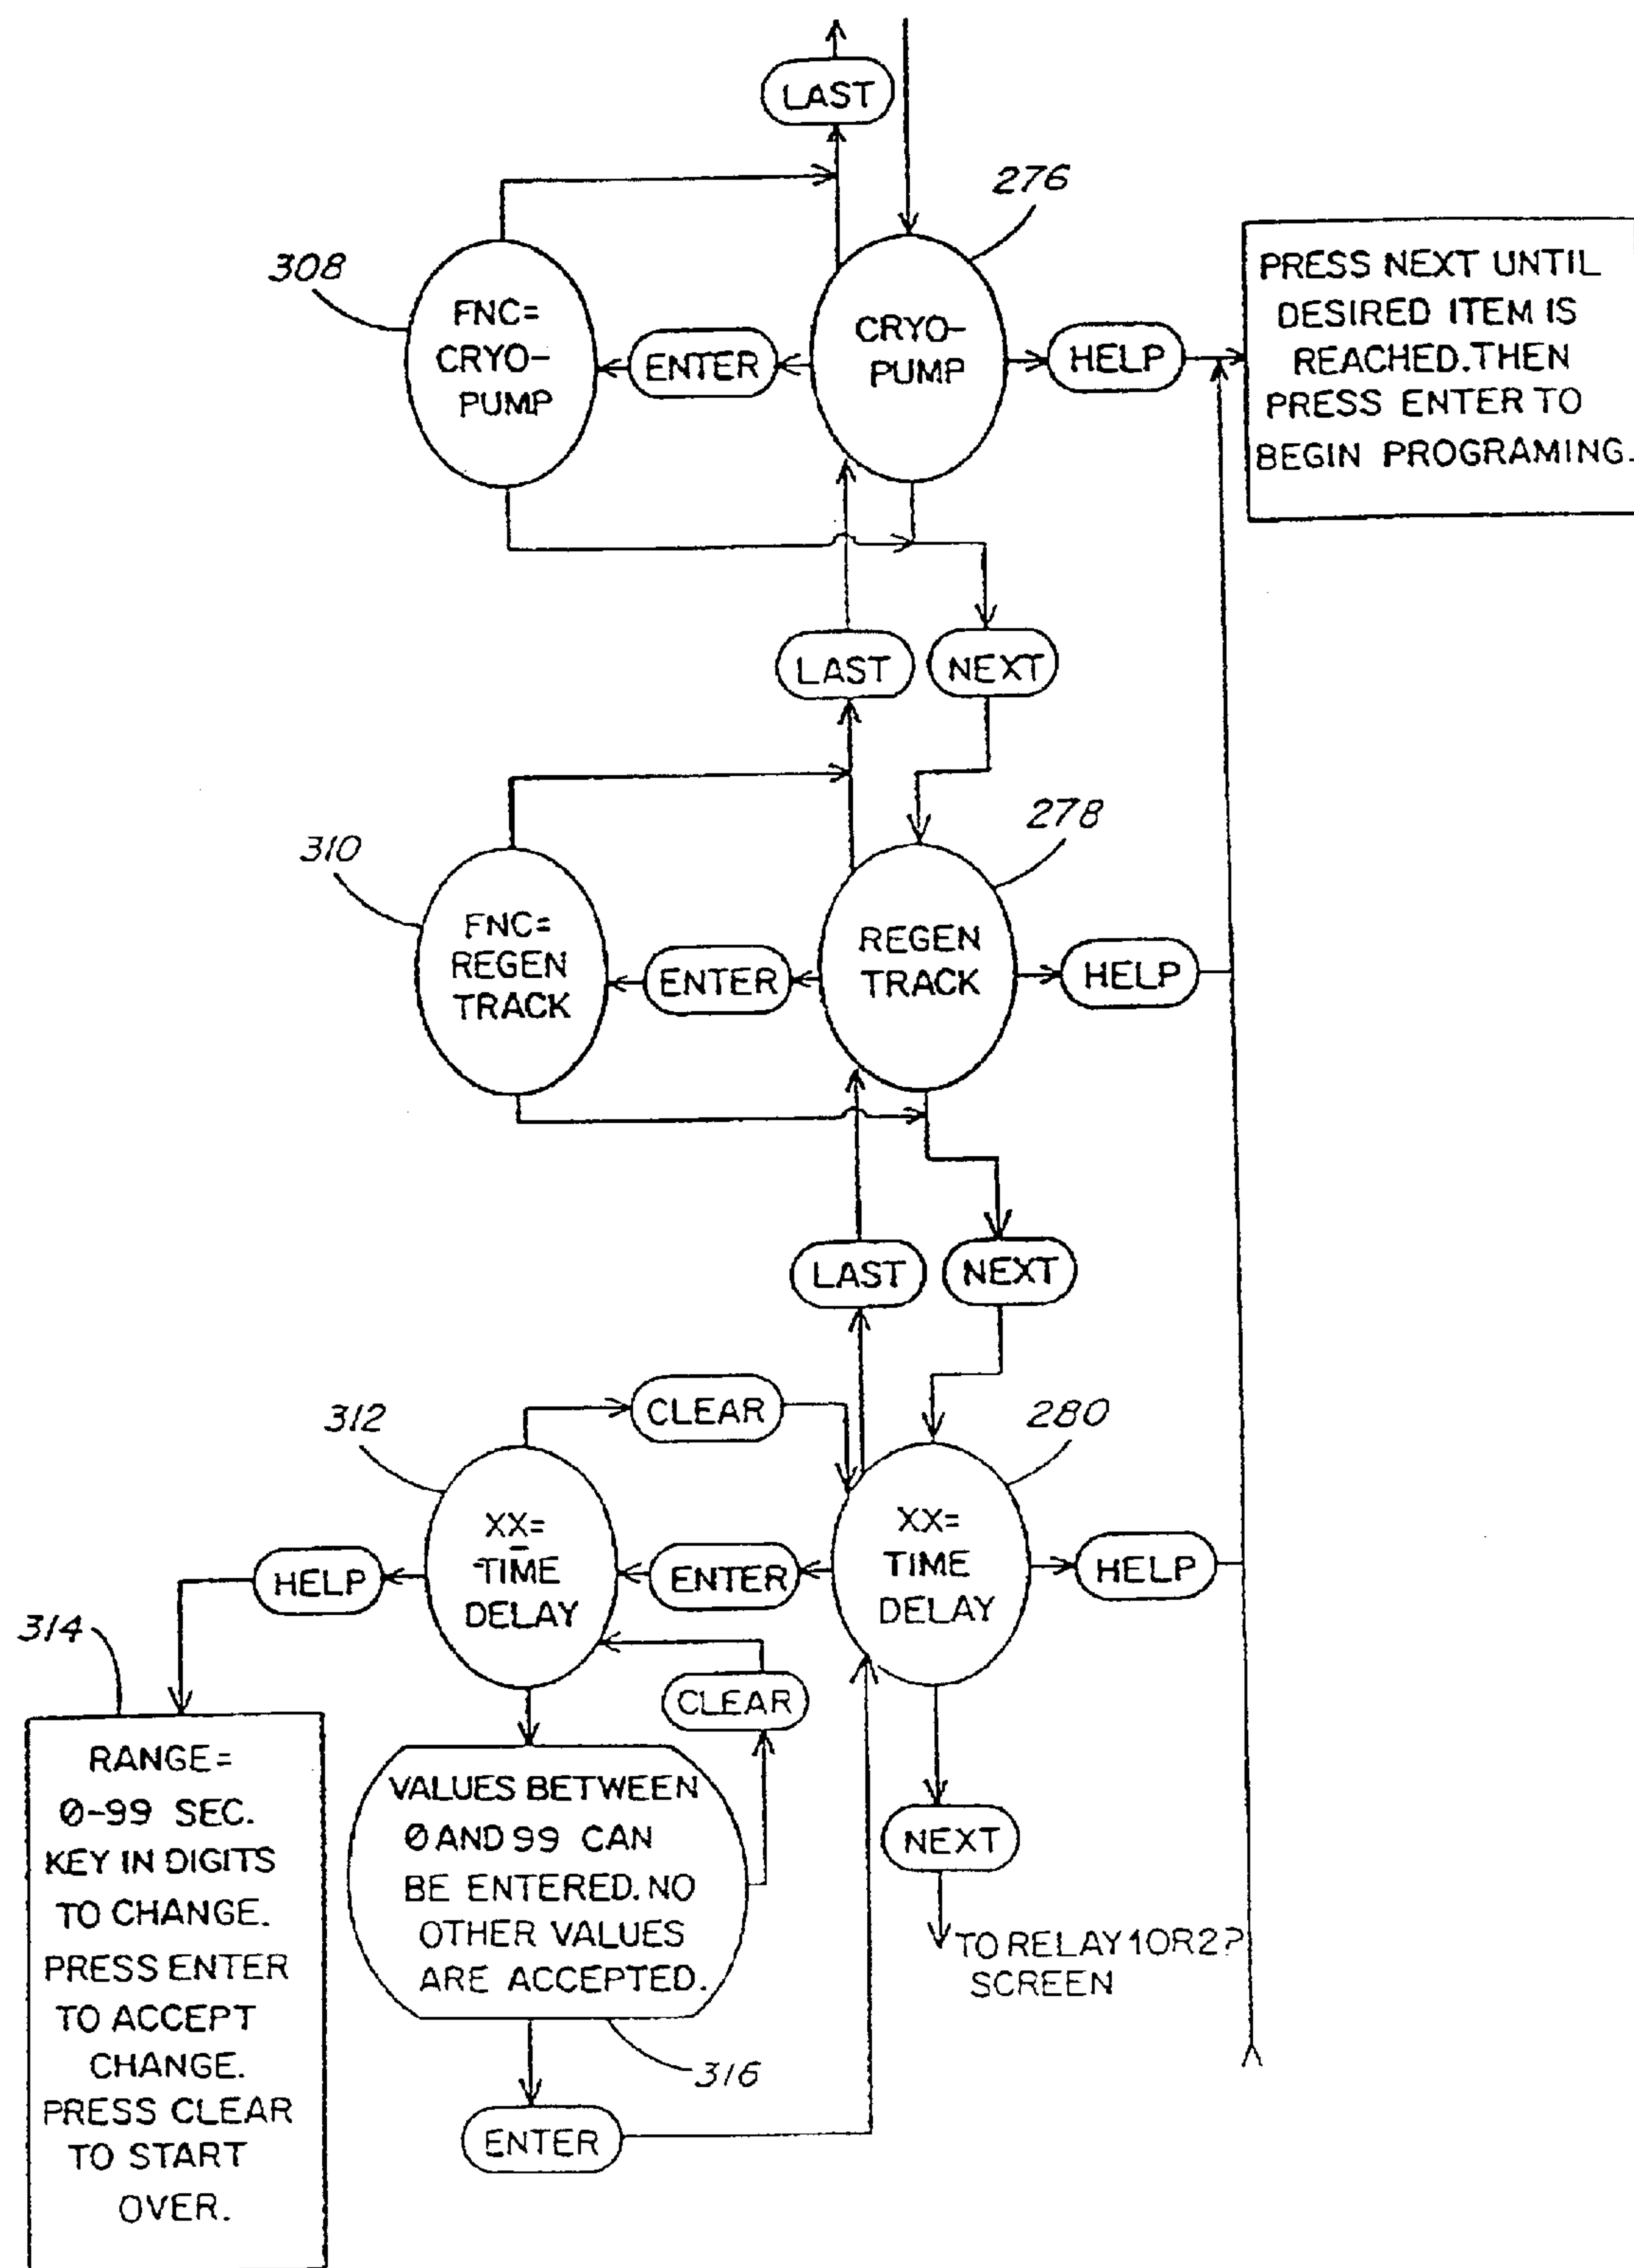 LAST
276
308
FNC=
CRYO-
PUMP
ENTER
CRYO-
PUMP
HELP
PRESS NEXT UNTIL
DESIRED ITEM IS
REACHED. THEN
PRESS ENTER TO
BEGIN PROGRAMING.
LAST
NEXT
278
310
FNC=
REGEN
TRACK
ENTER
REGEN
TRACK
HELP
LAST
NEXT
312
CLEAR
280
XX=
TIME
DELAY
HELP
ENTER
XX=
TIME
DELAY
HELP
314
CLEAR
RANGE=
0-99 SEC.
KEY IN DIGITS
TO CHANGE.
PRESS ENTER
TO ACCEPT
CHANGE.
PRESS CLEAR
TO START
OVER.
VALUES BETWEEN
0 AND 99 CAN
BE ENTERED. NO
OTHER VALUES
ARE ACCEPTED.
NEXT
TO RELAY 1 OR 2?
SCREEN
316
ENTER